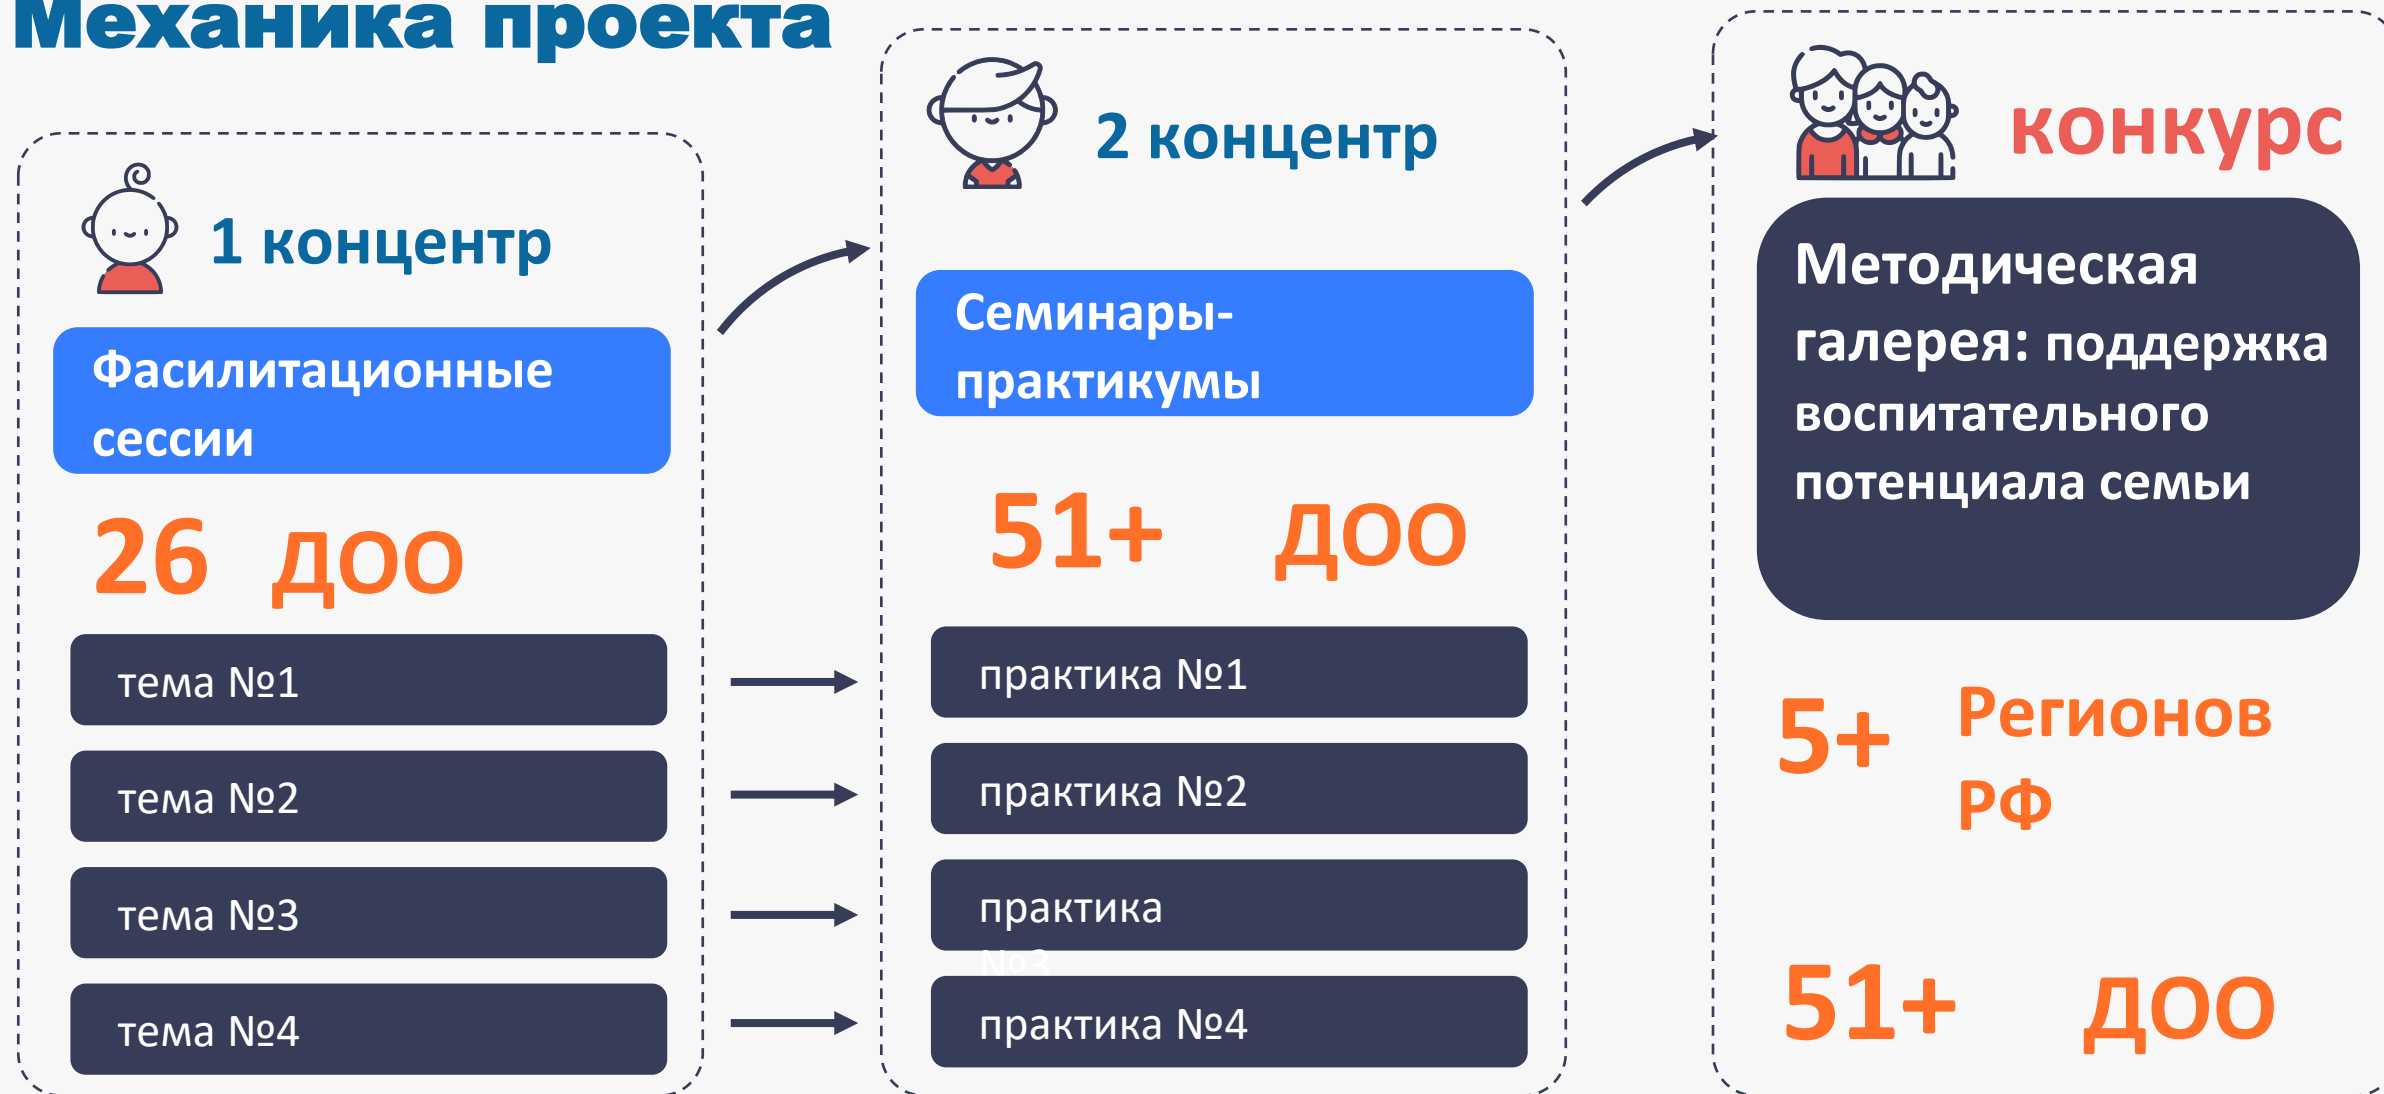 Механика проекта
1 концентр
Фасилитационные
сессии
26 ДОО
тема №1
тема №2
тема №3
тема №4
2 концентр
Семинары-
практикумы
51+ ДОО
практика №1
практика №2
практика
№3
практика №4
конкурс
Методическая
галерея: поддержка
воспитательного
потенциала семьи
5+ Регионов
РФ
51+ ДОО